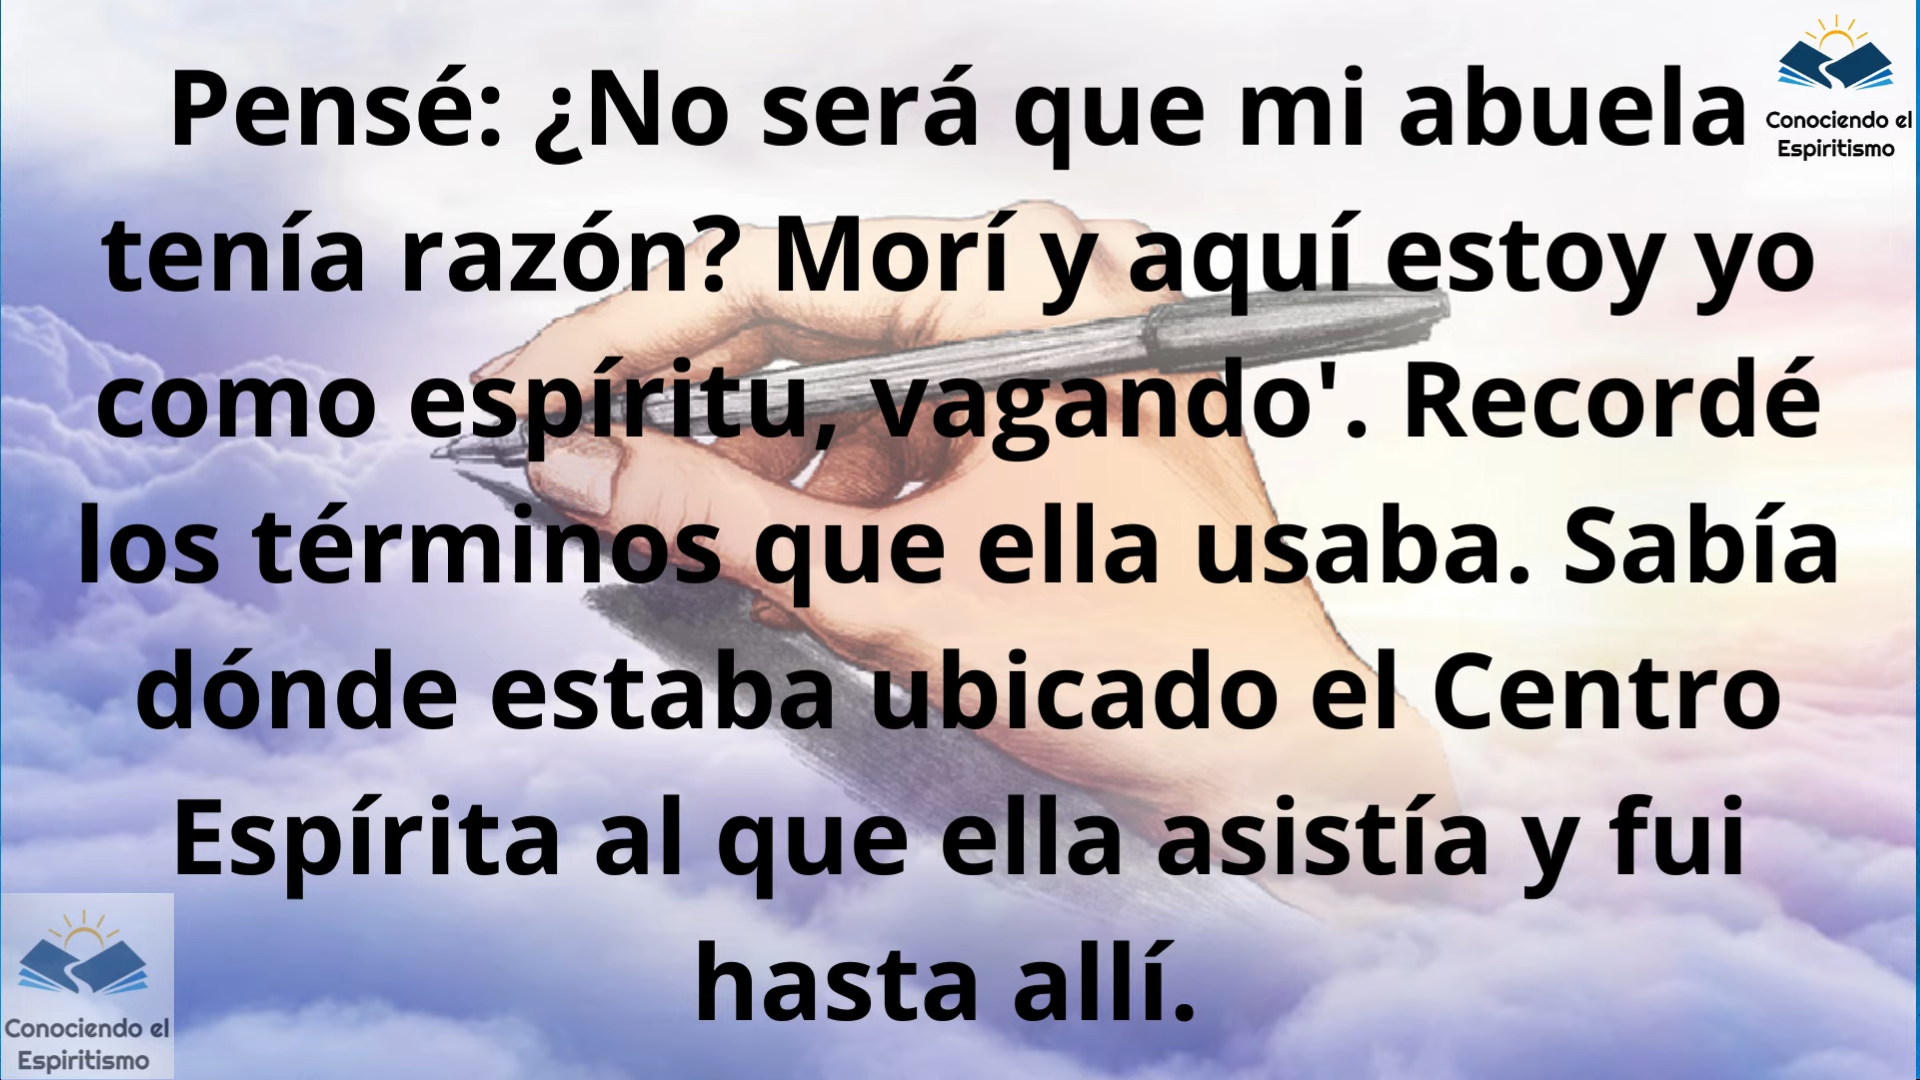 Pensé: ¿No será que mi abuela
tenía razón? Morí y aquí estoy yo
como espíritu, vagando'. Recordé
los términos que ella usaba. Sabía
dónde estaba ubicado el Centro
Espírita al que ella asistía y fui
hasta allí.
Conociendo el
Espiritismo
Conociendo el
Espiritismo